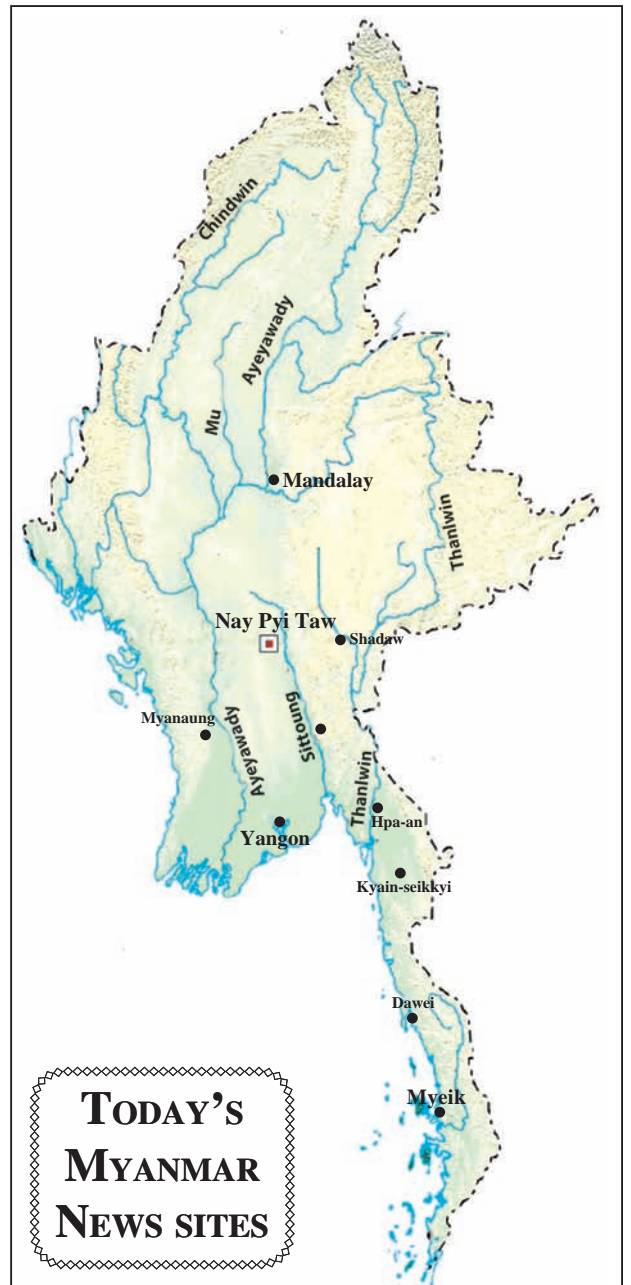 Chindwin
Ayeyawady
Mu
Mandalay
Thanlwin
Nay Pyi Taw
Shadaw
Myanaung
Ayeyawady
Sittoung
Thanlwin
Hpa-an
Yangon
Kyain-seikkyi
Dawei
Myeik
TODAY'S
MYANMAR
NEWS SITES